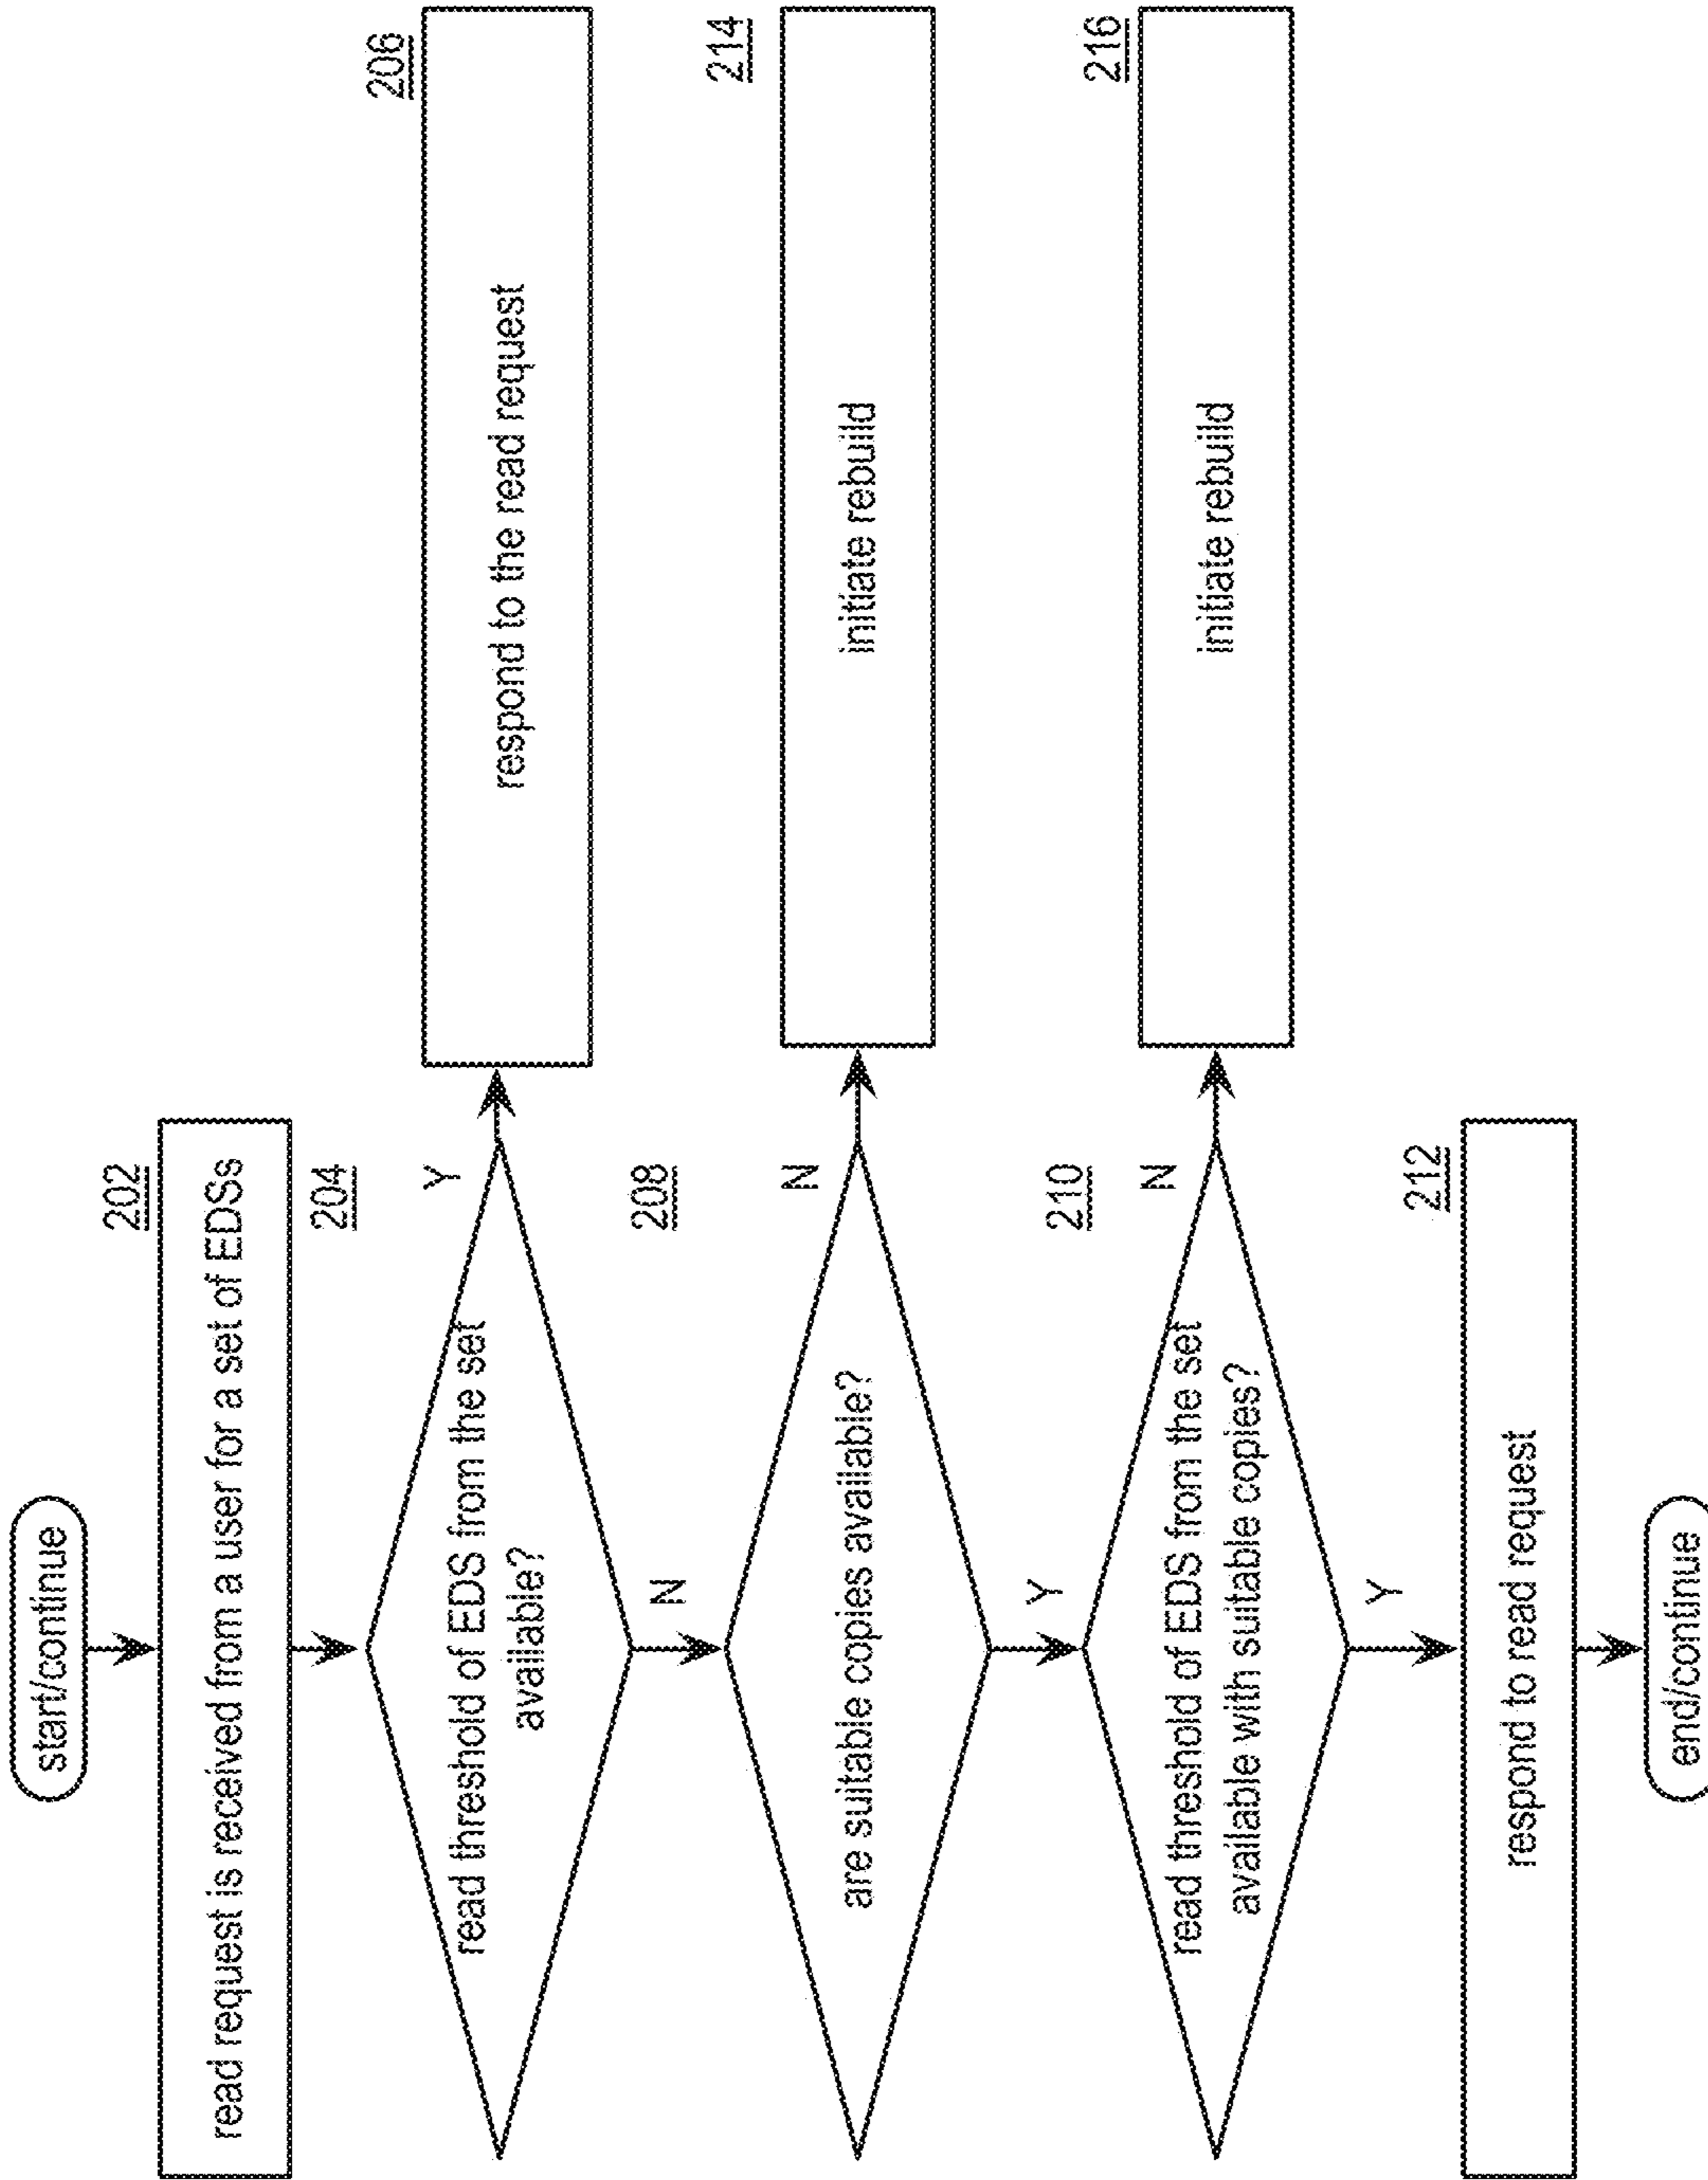 start/continue
202
read request is received from a user for a set of EDSs
204
read threshold of EDS from the set
available?
Y
206
respond to the read request
N
208
are suitable copies available?
N
214
initiate rebuild
Y
210
read threshold of EDS from the set
available with suitable copies?
N
216
initiate rebuild
Y
212
respond to read request
end/continue